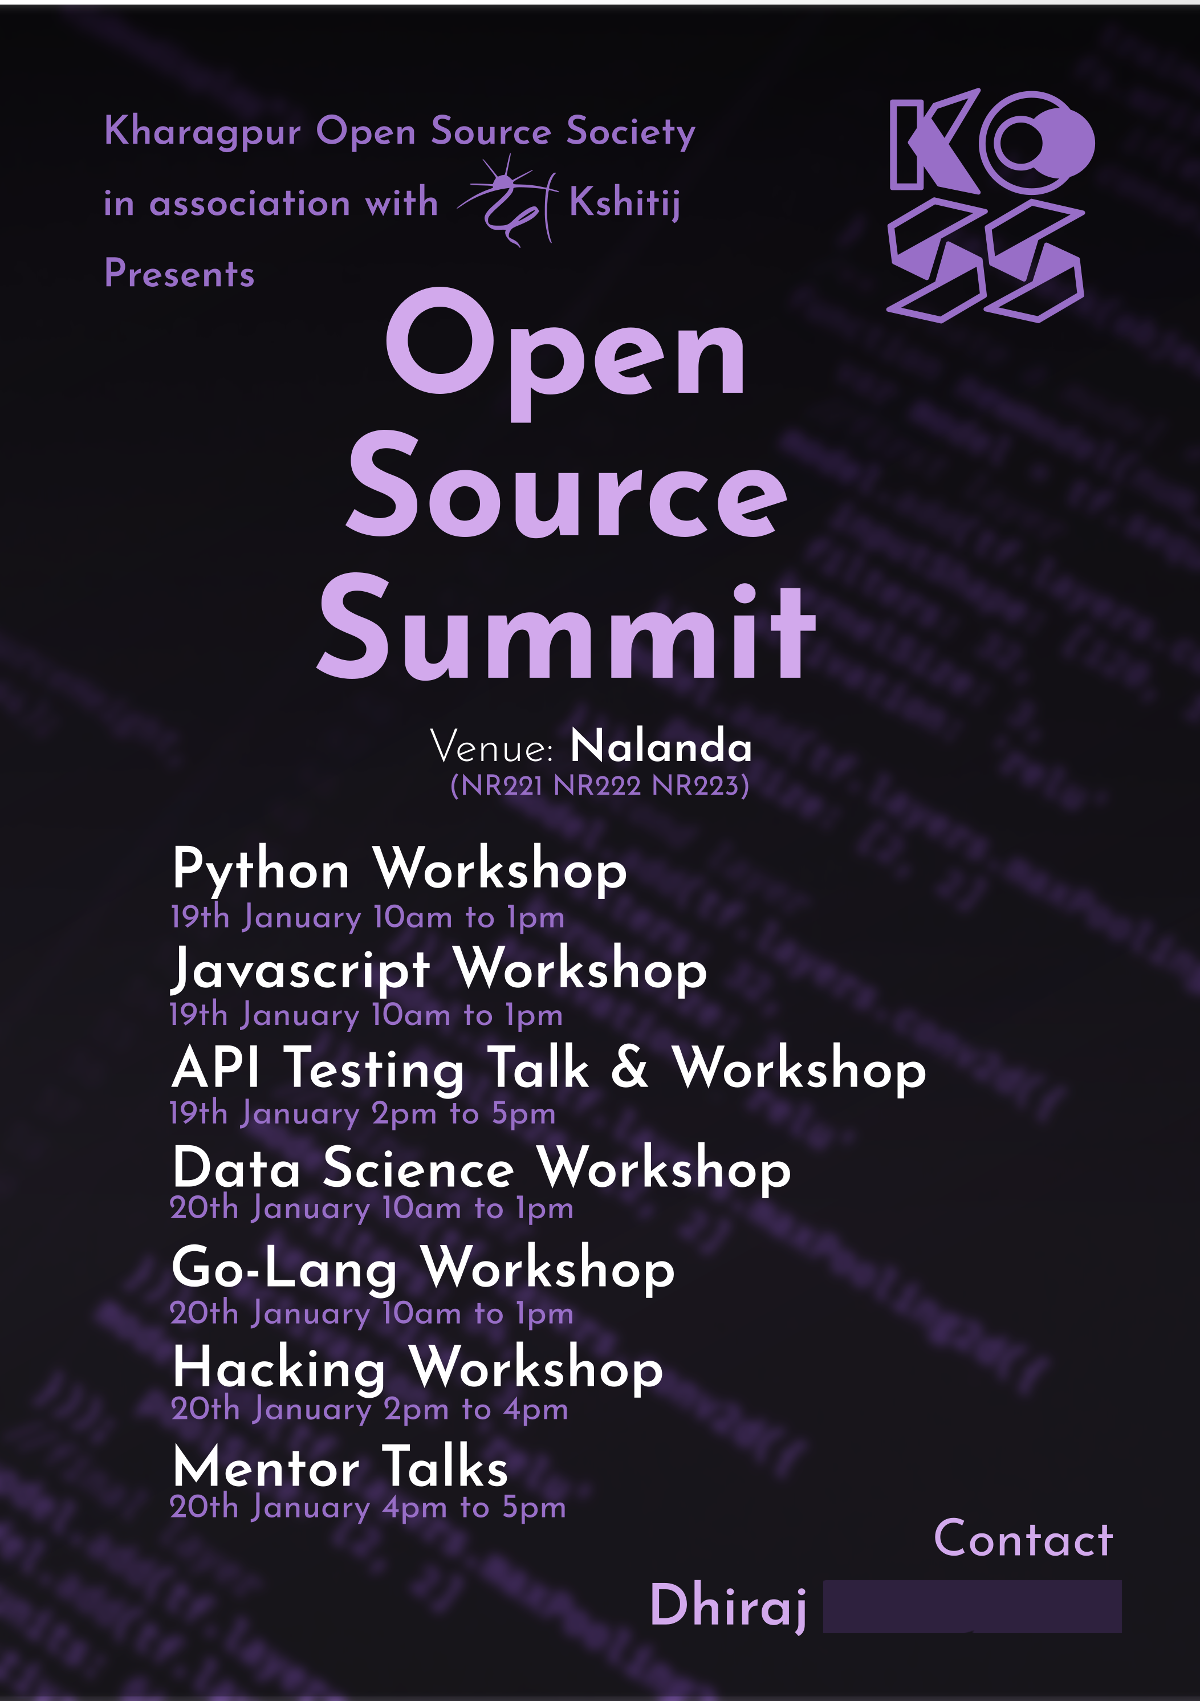 Kharagpur Open Source Society
in association with Kshitij
Presents
KOSS
Open
Source
Summit
Venue: Nalanda
(NR221 NR222 NR223)
Python Workshop
19th January 10am to 1pm
Javascript Workshop
19th January 10am to 1pm
API Testing Talk & Workshop
19th January 2pm to 5pm
Data Science Workshop
20th January 10am to 1pm
Go-Lang Workshop
20th January 10am to 1pm
Hacking Workshop
20th January 2pm to 4pm
Mentor Talks
20th January 4pm to 5pm
Contact
Dhiraj